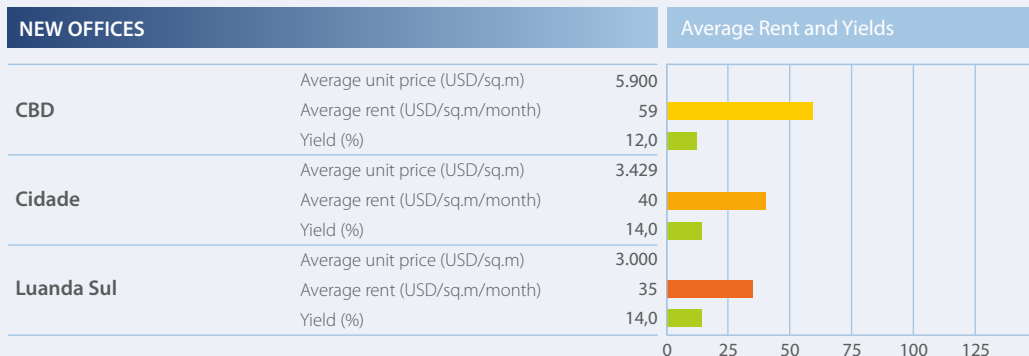 NEW OFFICES
Average Rent and Yields
CBD
Average unit price (USD/sq.m) 5.900
Average rent (USD/sq.m/month) 59
Yield (%) 12,0
Cidade
Average unit price (USD/sq.m) 3.429
Average rent (USD/sq.m/month) 40
Yield (%) 14,0
Luanda Sul
Average unit price (USD/sq.m) 3.000
Average rent (USD/sq.m/month) 35
Yield (%) 14,0
0 25 50 75 100 125